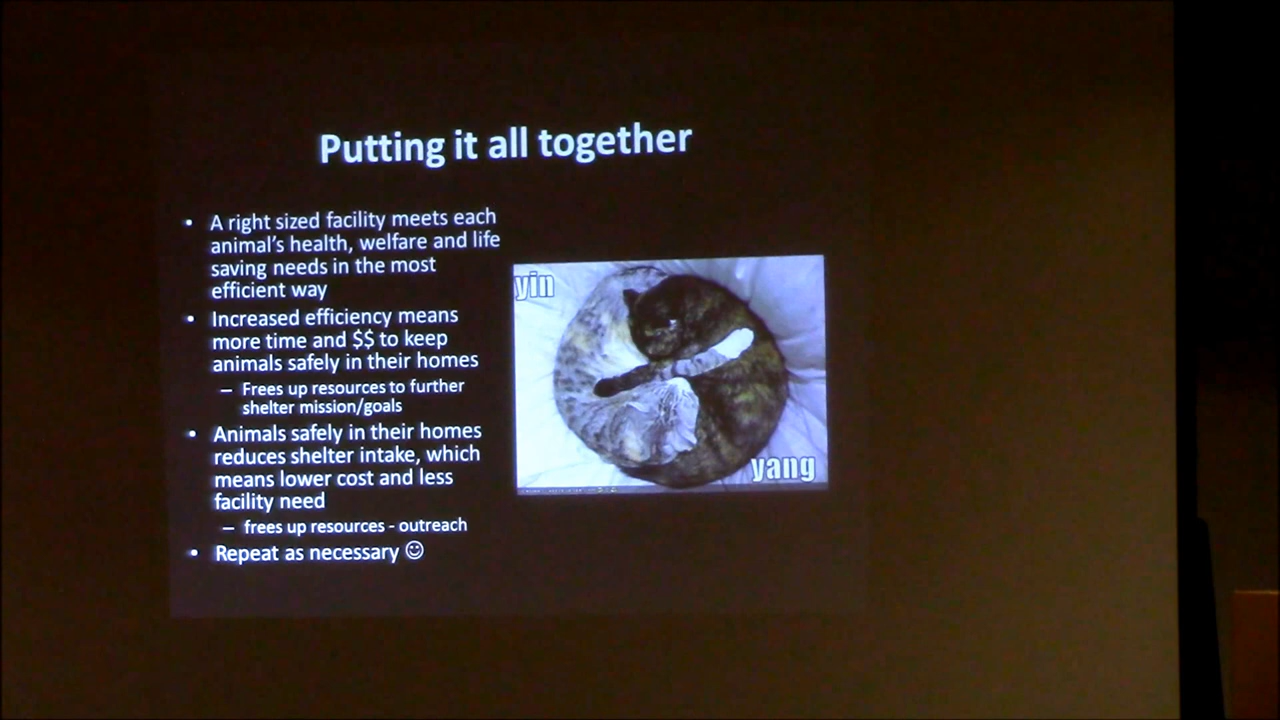 Putting it all together
• A right sized facility meets each
animal's health, welfare and life
saving needs in the most
efficient way
• Increased efficiency means
more time and $$ to keep
animals safely in their homes
– Frees up resources to further
shelter mission/goals
• Animals safely in their homes
reduces shelter intake, which
means lower cost and less
facility need
– frees up resources - outreach
• Repeat as necessary ☺
yin
yang